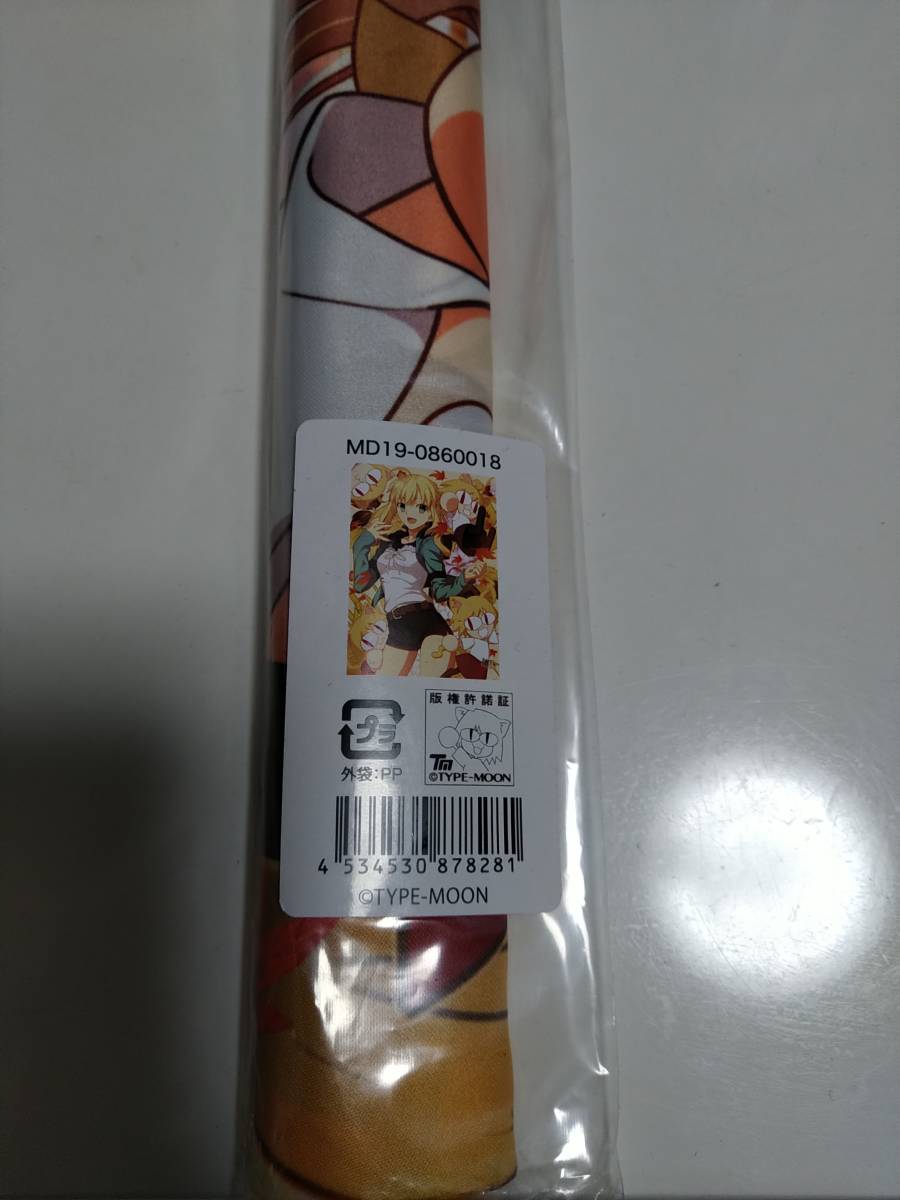 MD19-0860018
プラ
外袋:PP
版権許諾証
TM
©TYPE-MOON
4 534530 878281
©TYPE-MOON